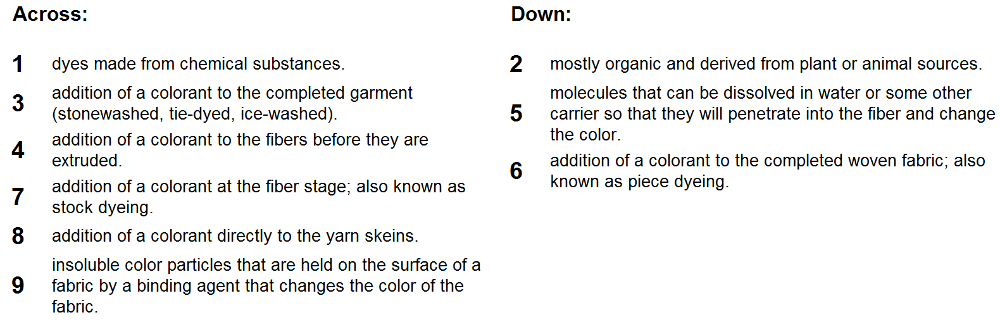 Across:
1 dyes made from chemical substances.
3 addition of a colorant to the completed garment
(stonewashed, tie-dyed, ice-washed).
4 addition of a colorant to the fibers before they are
extruded.
7 addition of a colorant at the fiber stage; also known as
stock dyeing.
8 addition of a colorant directly to the yarn skeins.
9 insoluble color particles that are held on the surface of a
fabric by a binding agent that changes the color of the
fabric.
Down:
2 mostly organic and derived from plant or animal sources.
5 molecules that can be dissolved in water or some other
carrier so that they will penetrate into the fiber and change
the color.
6 addition of a colorant to the completed woven fabric; also
known as piece dyeing.